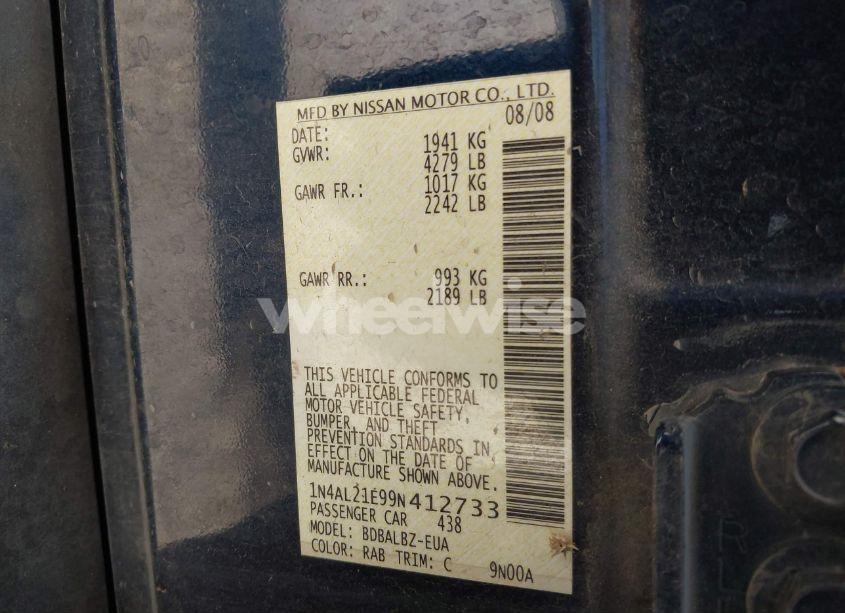 MFD BY NISSAN MOTOR CO., LTD.
DATE: 08/08
GVWR: 1941 KG
4279 LB
GAWR FR.: 1017 KG
2242 LB
GAWR RR.: 993 KG
2189 LB
wheelwise
THIS VEHICLE CONFORMS TO
ALL APPLICABLE FEDERAL
MOTOR VEHICLE SAFETY,
BUMPER, AND THEFT
PREVENTION STANDARDS IN
EFFECT ON THE DATE OF
MANUFACTURE SHOWN ABOVE.
1N4AL21E99N412733
PASSENGER CAR 438
MODEL: BDBALBZ-EUA
COLOR: RAB TRIM: C 9N00A